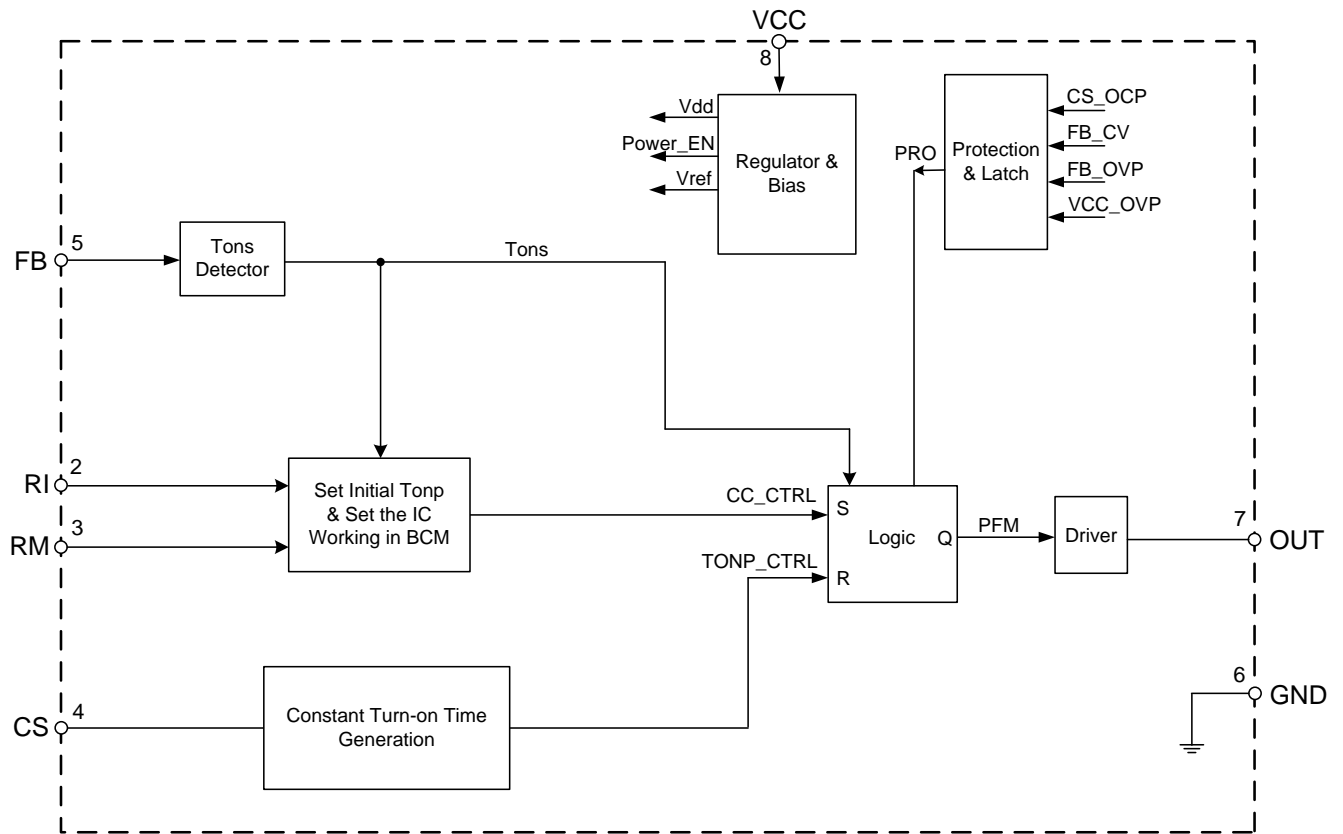 VCC
8
Vdd
Power_EN
Vref
Regulator &
Bias
PRO
Protection
& Latch
CS_OCP
FB_CV
FB_OVP
VCC_OVP
FB
5
Tons
Detector
Tons
RI
2
RM
3
Set Initial Tonp
& Set the IC
Working in BCM
CC_CTRL
TONP_CTRL
S
Logic
Q
R
PFM
Driver
7
OUT
6
GND
CS
4
Constant Turn-on Time
Generation